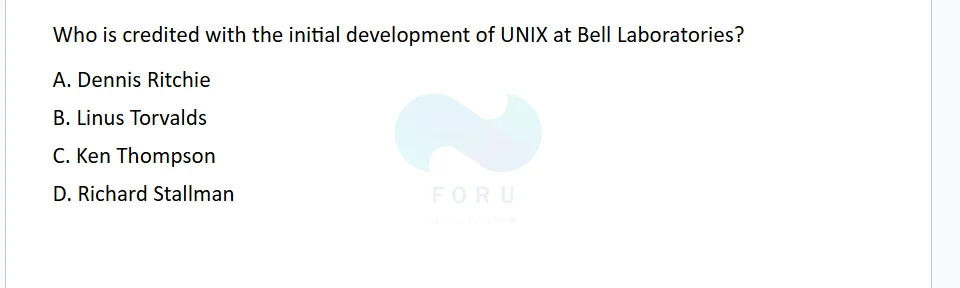 Who is credited with the initial development of UNIX at Bell Laboratories?
A. Dennis Ritchie
B. Linus Torvalds
C. Ken Thompson
D. Richard Stallman
FORU